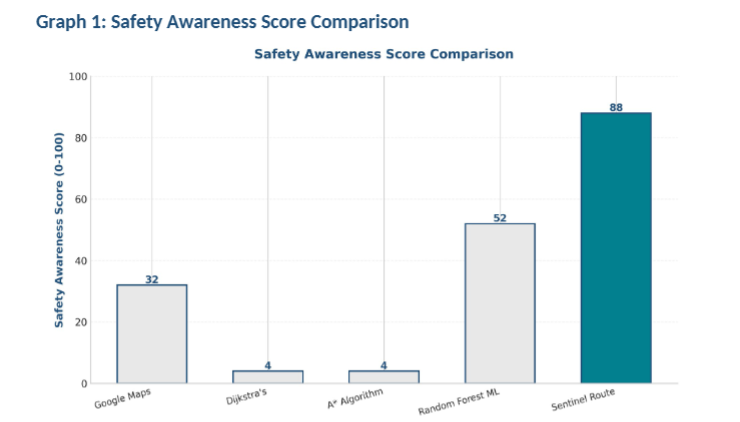 Graph 1: Safety Awareness Score Comparison
Safety Awareness Score Comparison
Safety Awareness Score (0-100)
100
80
60
40
20
0
32
4
4
52
88
Google Maps
Dijkstra's
A* Algorithm
Random Forest ML
Sentinel Route